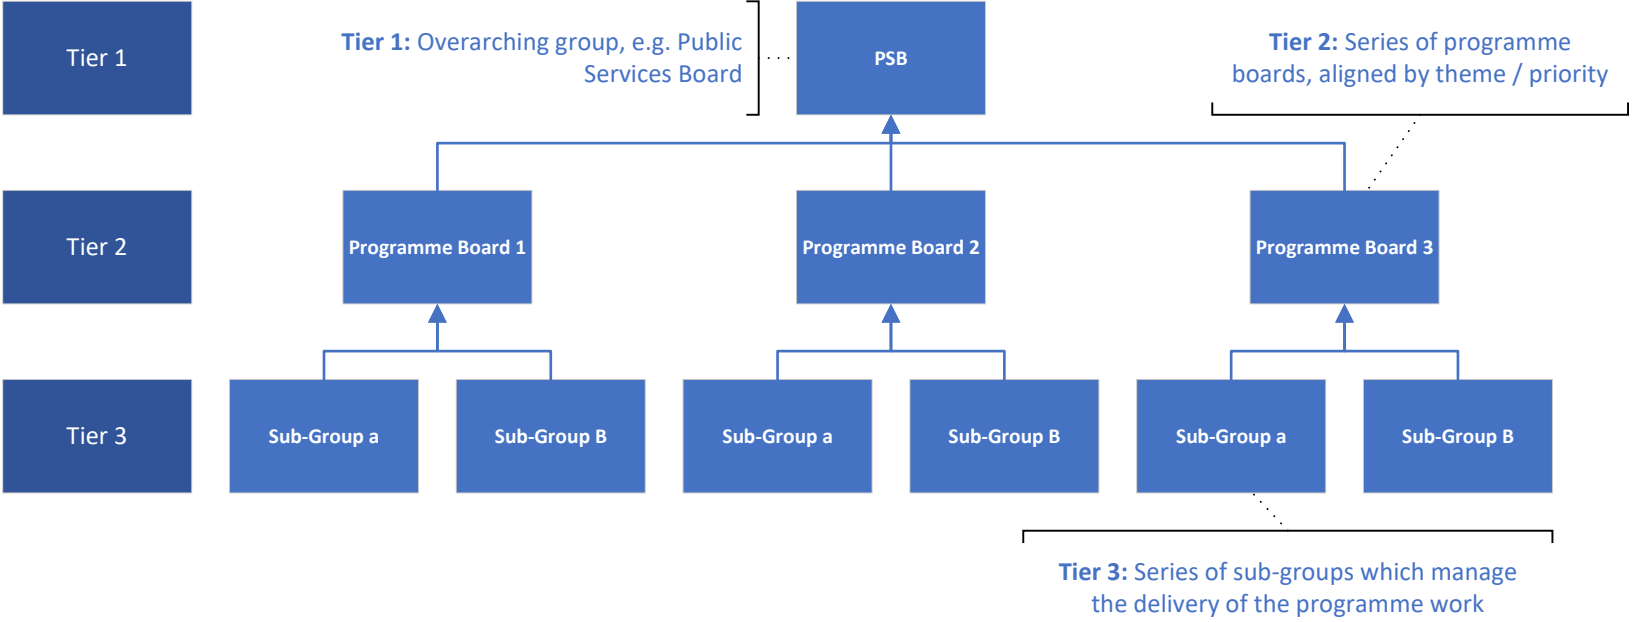 Tier 1
Tier 1: Overarching group, e.g. Public
Services Board
PSB
Tier 2: Series of programme
boards, aligned by theme / priority
Tier 2
Programme Board 1
Programme Board 2
Programme Board 3
Tier 3
Sub-Group a
Sub-Group B
Sub-Group a
Sub-Group B
Sub-Group a
Sub-Group B
Tier 3: Series of sub-groups which manage
the delivery of the programme work